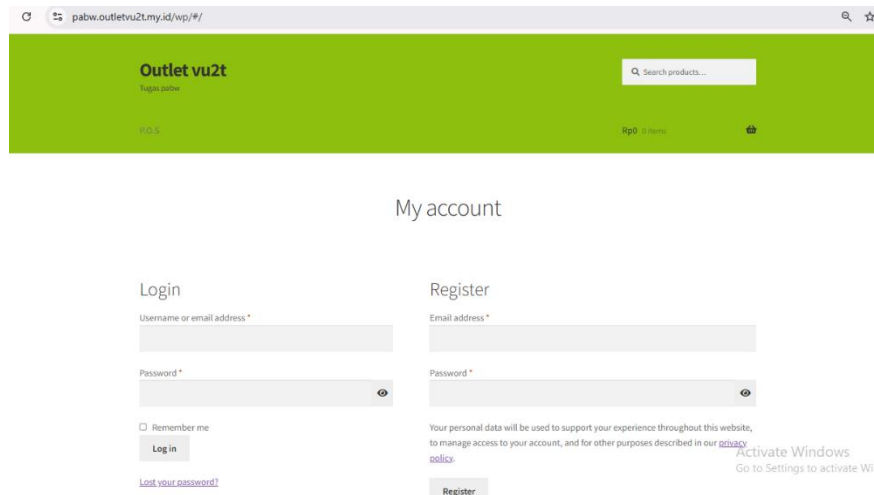 pabw.outletvu2t.my.id/wp/#/
Outlet vu2t
Tugas pabw
Search products...
P.O.S
Rp0 0 items
My account
Login
Username or email address *
Password *
Remember me
Log in
Lost your password?
Register
Email address *
Password *
Your personal data will be used to support your experience throughout this website,
to manage access to your account, and for other purposes described in our privacy
policy.
Register
Activate Windows
Go to Settings to activate Wi